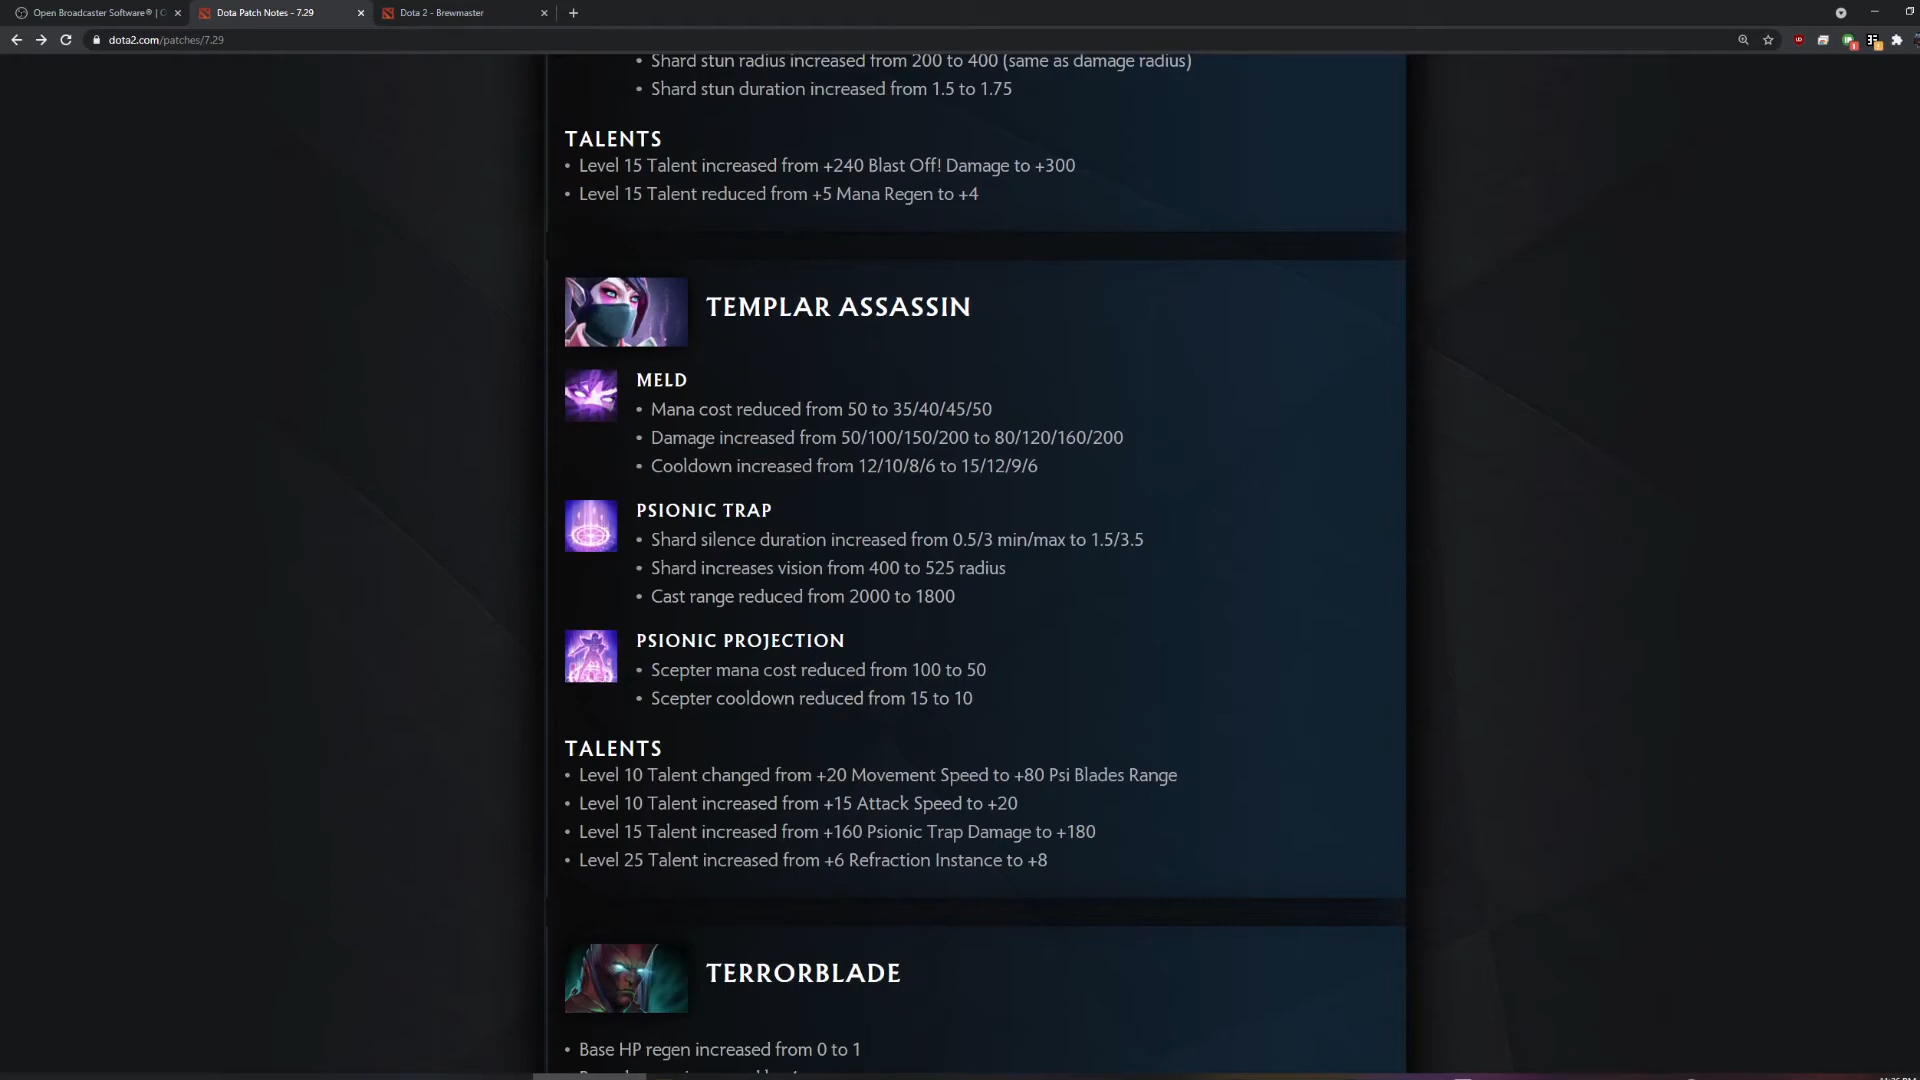 Open Broadcaster Software® |
Dota Patch Notes - 7.29
Dota 2 - Brewmaster
dota2.com/patches/7.29
• Shard stun radius increased from 200 to 400 (same as damage radius)
• Shard stun duration increased from 1.5 to 1.75
TALENTS
• Level 15 Talent increased from +240 Blast Off! Damage to +300
• Level 15 Talent reduced from +5 Mana Regen to +4
TEMPLAR ASSASSIN
MELD
• Mana cost reduced from 50 to 35/40/45/50
• Damage increased from 50/100/150/200 to 80/120/160/200
• Cooldown increased from 12/10/8/6 to 15/12/9/6
PSIONIC TRAP
• Shard silence duration increased from 0.5/3 min/max to 1.5/3.5
• Shard increases vision from 400 to 525 radius
• Cast range reduced from 2000 to 1800
PSIONIC PROJECTION
• Scepter mana cost reduced from 100 to 50
• Scepter cooldown reduced from 15 to 10
TALENTS
• Level 10 Talent changed from +20 Movement Speed to +80 Psi Blades Range
• Level 10 Talent increased from +15 Attack Speed to +20
• Level 15 Talent increased from +160 Psionic Trap Damage to +180
• Level 25 Talent increased from +6 Refraction Instance to +8
TERRORBLADE
• Base HP regen increased from 0 to 1